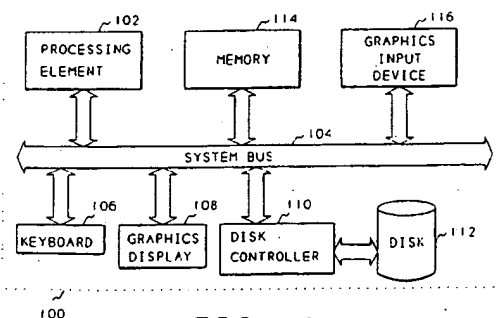 102
PROCESSING
ELEMENT
114
MEMORY
116
GRAPHICS
INPUT
DEVICE
104
SYSTEM BUS
106
KEYBOARD
108
GRAPHICS
DISPLAY
110
DISK
CONTROLLER
DISK
112
100